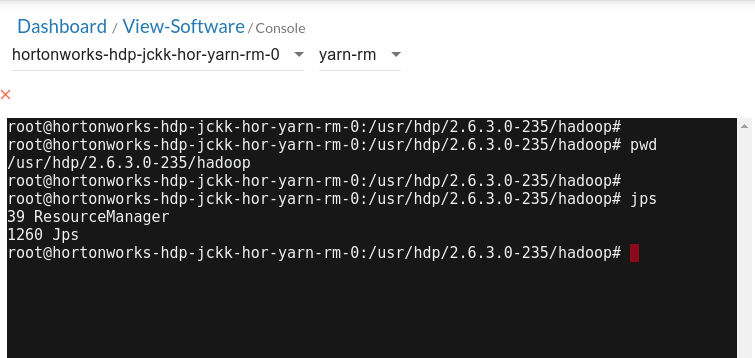 Dashboard / View-Software / Console
hortonworks-hdp-jckk-hor-yarn-rm-0 yarn-rm
root@hortonworks-hdp-jckk-hor-yarn-rm-0:/usr/hdp/2.6.3.0-235/hadoop#
root@hortonworks-hdp-jckk-hor-yarn-rm-0:/usr/hdp/2.6.3.0-235/hadoop# pwd
/usr/hdp/2.6.3.0-235/hadoop
root@hortonworks-hdp-jckk-hor-yarn-rm-0:/usr/hdp/2.6.3.0-235/hadoop#
root@hortonworks-hdp-jckk-hor-yarn-rm-0:/usr/hdp/2.6.3.0-235/hadoop# jps
39 ResourceManager
1260 Jps
root@hortonworks-hdp-jckk-hor-yarn-rm-0:/usr/hdp/2.6.3.0-235/hadoop#